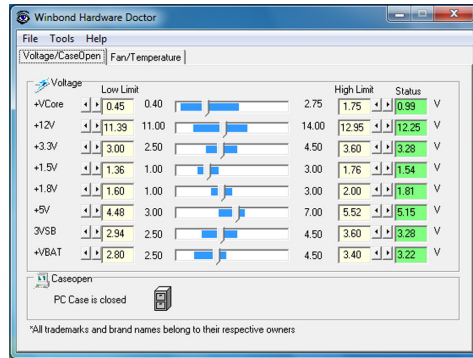 Winbond Hardware Doctor
File Tools Help
Voltage/CaseOpen Fan/Temperature
Voltage Low Limit High Limit Status
+VCore 0.45 0.40 2.75 1.75 0.99 V
+12V 11.39 11.00 14.00 12.95 12.25 V
+3.3V 3.00 2.50 4.50 3.60 3.28 V
+1.5V 1.36 1.00 3.00 1.76 1.54 V
+1.8V 1.60 1.00 3.00 2.00 1.81 V
+5V 4.48 3.00 7.00 5.52 5.15 V
3VSB 2.94 2.50 4.50 3.60 3.28 V
+VBAT 2.80 2.50 4.50 3.40 3.22 V
Caseopen
PC Case is closed
*All trademarks and brand names belong to their respective owners